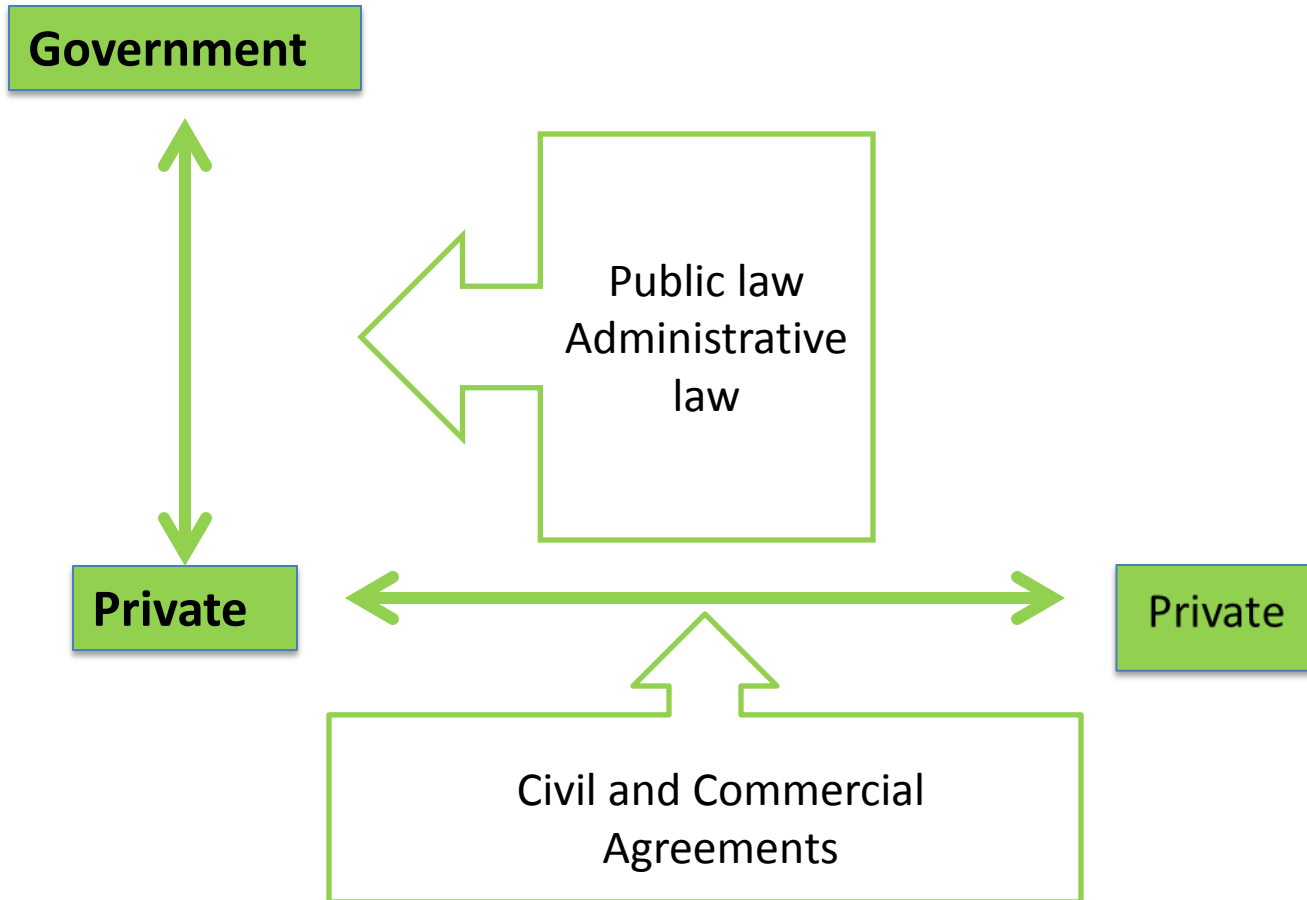 Government
Public law
Administrative
law
Private
Private
Civil and Commercial
Agreements